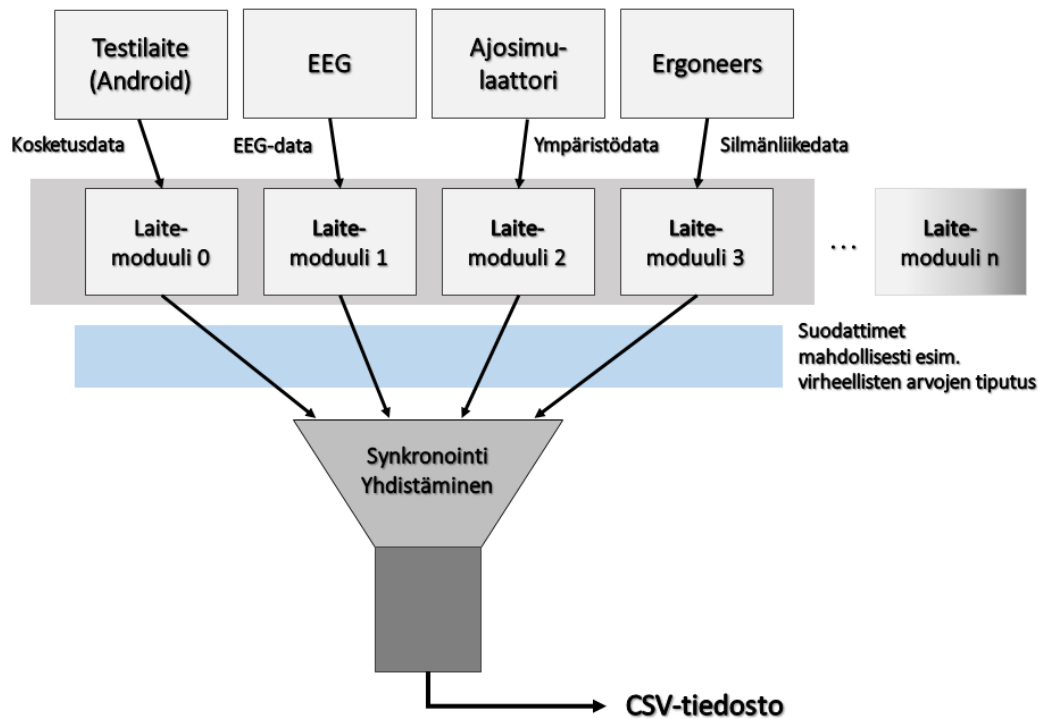 Testilaite
(Android)
EEG
Ajosimu-
laattori
Ergoneers
Kosketusdata
EEG-data
Ympäristödata
Silmänliikedata
Laite-
moduuli 0
Laite-
moduuli 1
Laite-
moduuli 2
Laite-
moduuli 3
...
Laite-
moduuli n
Suodattimet
mahdollisesti esim.
virheellisten arvojen tiputus
Synkronointi
Yhdistäminen
CSV-tiedosto